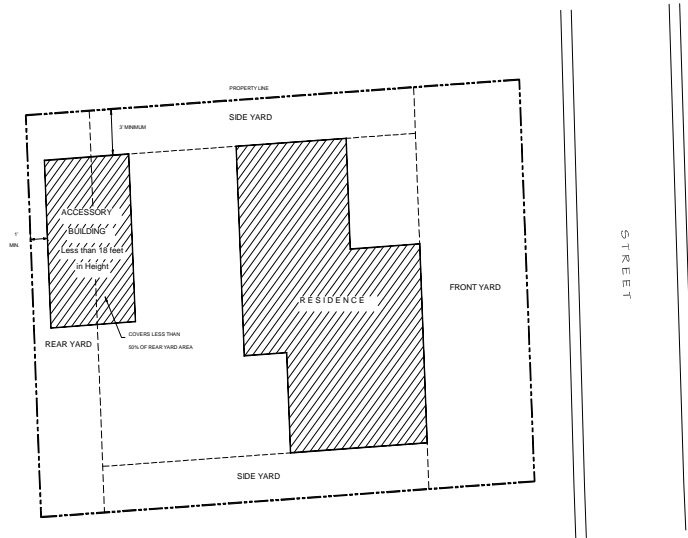 PROPERTY LINE
SIDE YARD
3' MINIMUM
ACCESSORY
BUILDING
Less than 18 feet
in Height
1'
MIN.
STREET
FRONT YARD
RESIDENCE
COVERS LESS THAN
50% OF REAR YARD AREA
REAR YARD
SIDE YARD